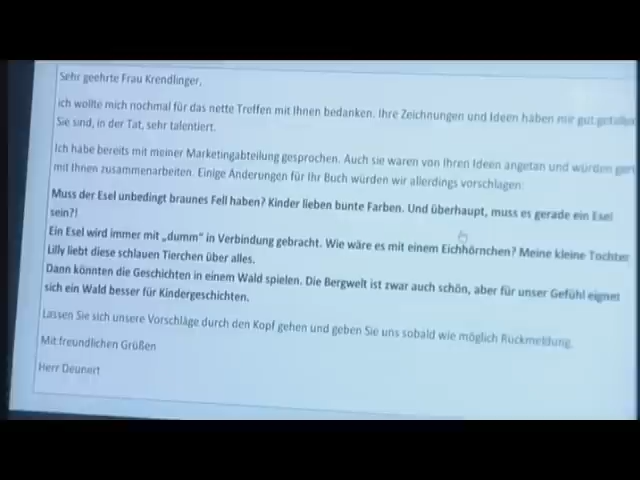 Sehr geehrte Frau Krendlinger,
ich wollte mich nochmal für das nette Treffen mit Ihnen bedanken. Ihre Zeichnungen und Ideen haben mir gut gefallen
Sie sind, in der Tat, sehr talentiert.
Ich habe bereits mit meiner Marketingabteilung gesprochen. Auch sie waren von Ihren Ideen angetan und würden gern
mit Ihnen zusammenarbeiten. Einige Änderungen für Ihr Buch würden wir allerdings vorschlagen:
Muss der Esel unbedingt braunes Fell haben? Kinder lieben bunte Farben. Und überhaupt, muss es gerade ein Esel
sein?!
Ein Esel wird immer mit „dumm“ in Verbindung gebracht. Wie wäre es mit einem Eichhörnchen? Meine kleine Tochter
Lilly liebt diese schlauen Tierchen über alles.
Dann könnten die Geschichten in einem Wald spielen. Die Bergwelt ist zwar auch schön, aber für unser Gefühl eignet
sich ein Wald besser für Kindergeschichten.
Lassen Sie sich unsere Vorschläge durch den Kopf gehen und geben Sie uns sobald wie möglich Rückmeldung.
Mit freundlichen Grüßen
Herr Deunert